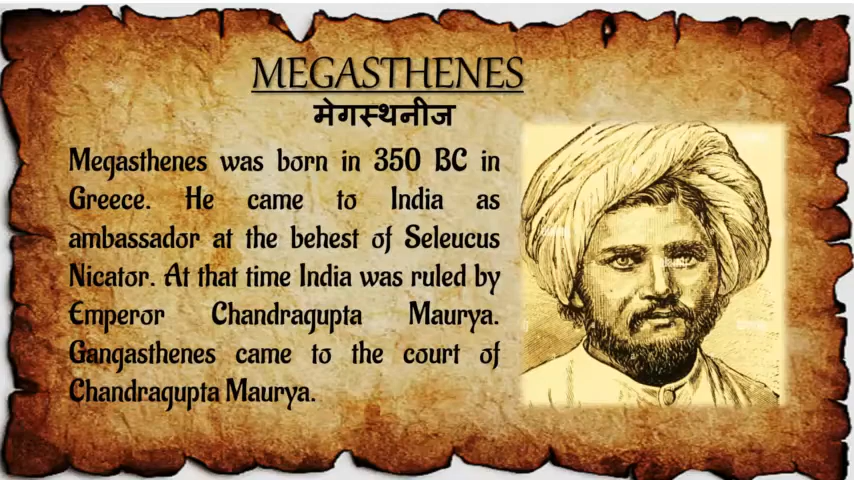 MEGASTHENES
मेगस्थनीज
Megasthenes was born in 350 BC in
Greece. He came to India as
ambassador at the behest of Seleucus
Nicator. At that time India was ruled by
Emperor Chandragupta Maurya.
Gangasthenes came to the court of
Chandragupta Maurya.